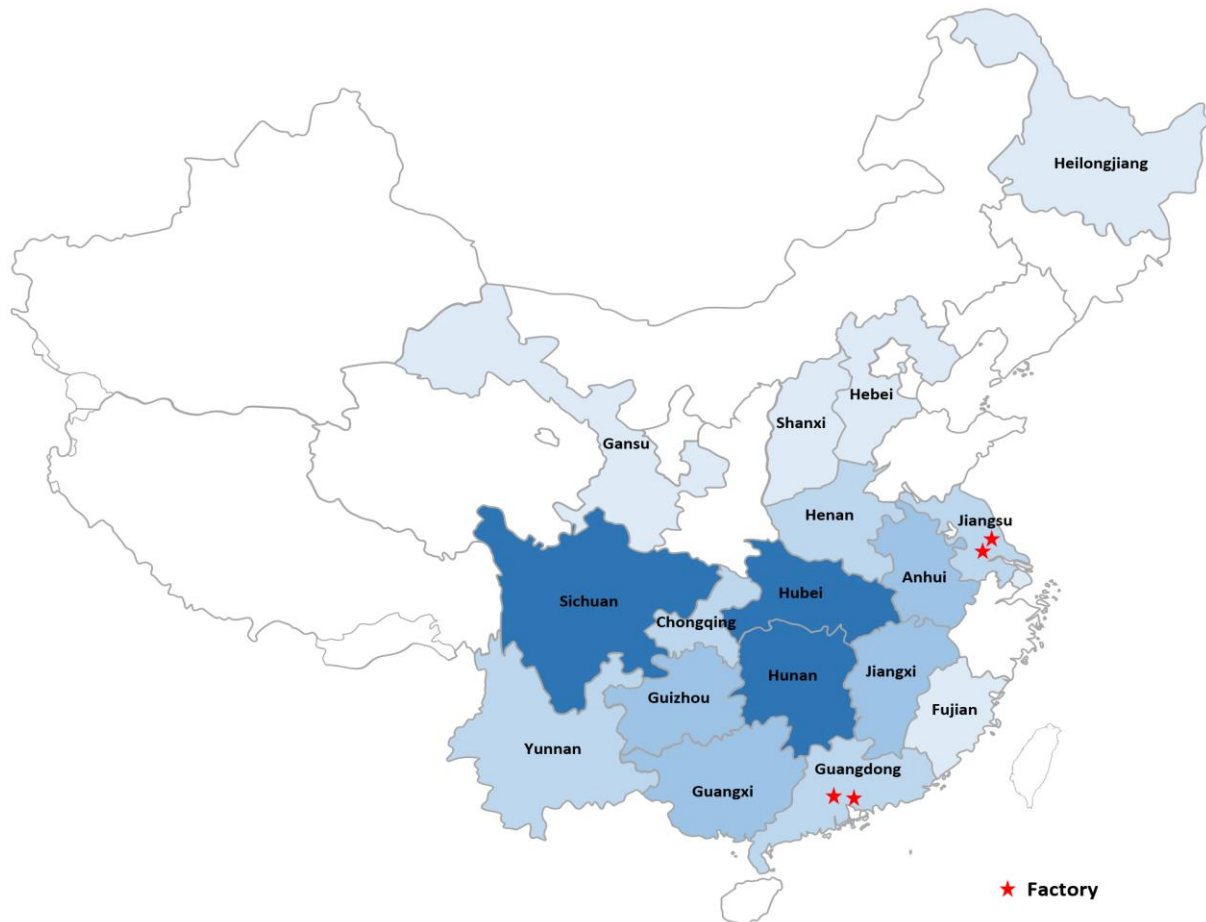 Heilongjiang
Hebei
Shanxi
Gansu
Henan
Jiangsu
Anhui
Sichuan
Hubei
Chongqing
Hunan
Jiangxi
Guizhou
Fujian
Yunnan
Guangdong
Guangxi
Factory